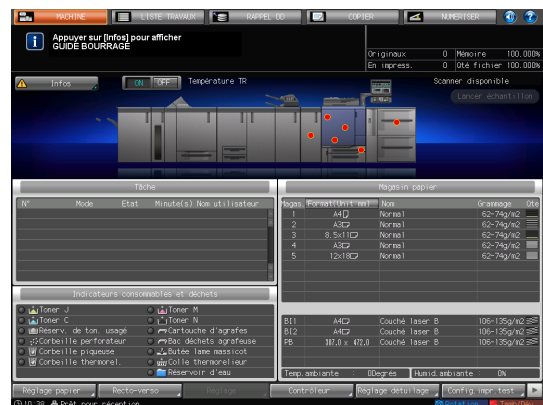 MACHINE LISTE TRAVAUX RAPPEL DD COPIER NUMERISER
Appuyer sur [Infos] pour afficher
GUIDE BOURRAGE
Originaux 0 Mémoire 100.000%
En impress. 0 Qté fichier 100.000%
Infos ON OFF Température TR Scanner disponible
Lancer échantillon
Tâche
N° Mode Etat Minute(s) Nom utilisateur
Magasin papier
Magas. Format(Unit:mm) Nom Grammage Qté
1 A4 Normal 62-74g/m2
2 A3 Normal 62-74g/m2
3 8.5x11 Normal 62-74g/m2
4 A3 Normal 62-74g/m2
5 12x18 Normal 62-74g/m2
BI1 A4 Couché laser B 106-135g/m2
BI2 A4 Couché laser B 106-135g/m2
PB Couché laser B 106-135g/m2
Temp.ambiante : 0Degrés Humid.ambiante : 0%
Indicateurs consommables et déchets
Toner J Toner M
Toner C Toner N
Réserv. de ton. usagé Cartouche d'agrafes
Corbeille perforateur Bac déchets agrafeuse
Corbeille piqueuse Butée lame massicot
Corbeille thermorel. Colle thermorelieur
Réservoir d'eau
Réglage papier Recto-verso Réglage Contrôleur Réglage détuilage Config.impr.test
Prêt pour réception Rotation